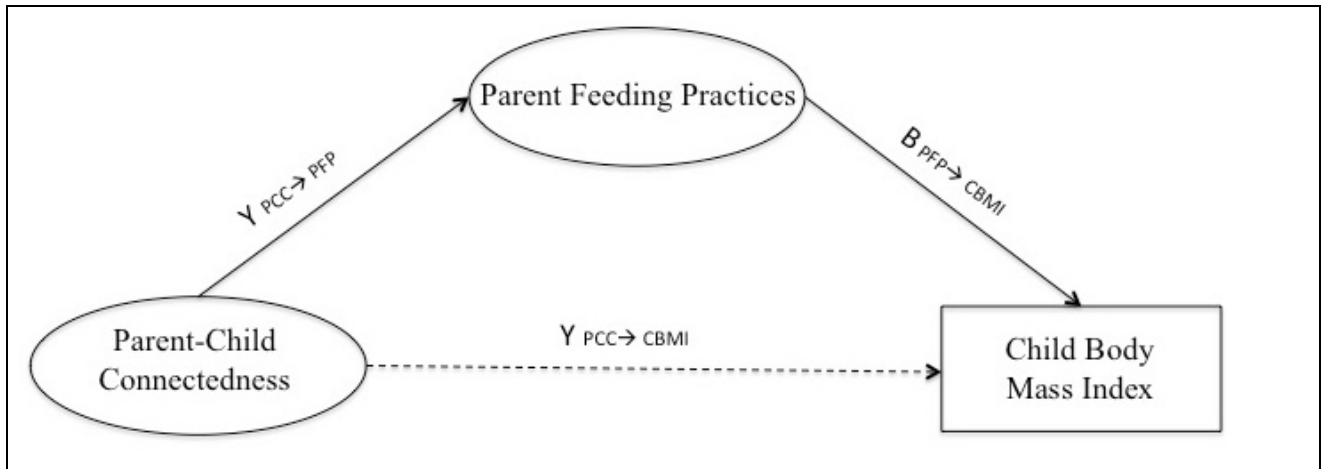 Parent Feeding Practices
Y PCC→ PFP
B PFP→ CBMI
Parent-Child
Connectedness
Y PCC→ CBMI
Child Body
Mass Index